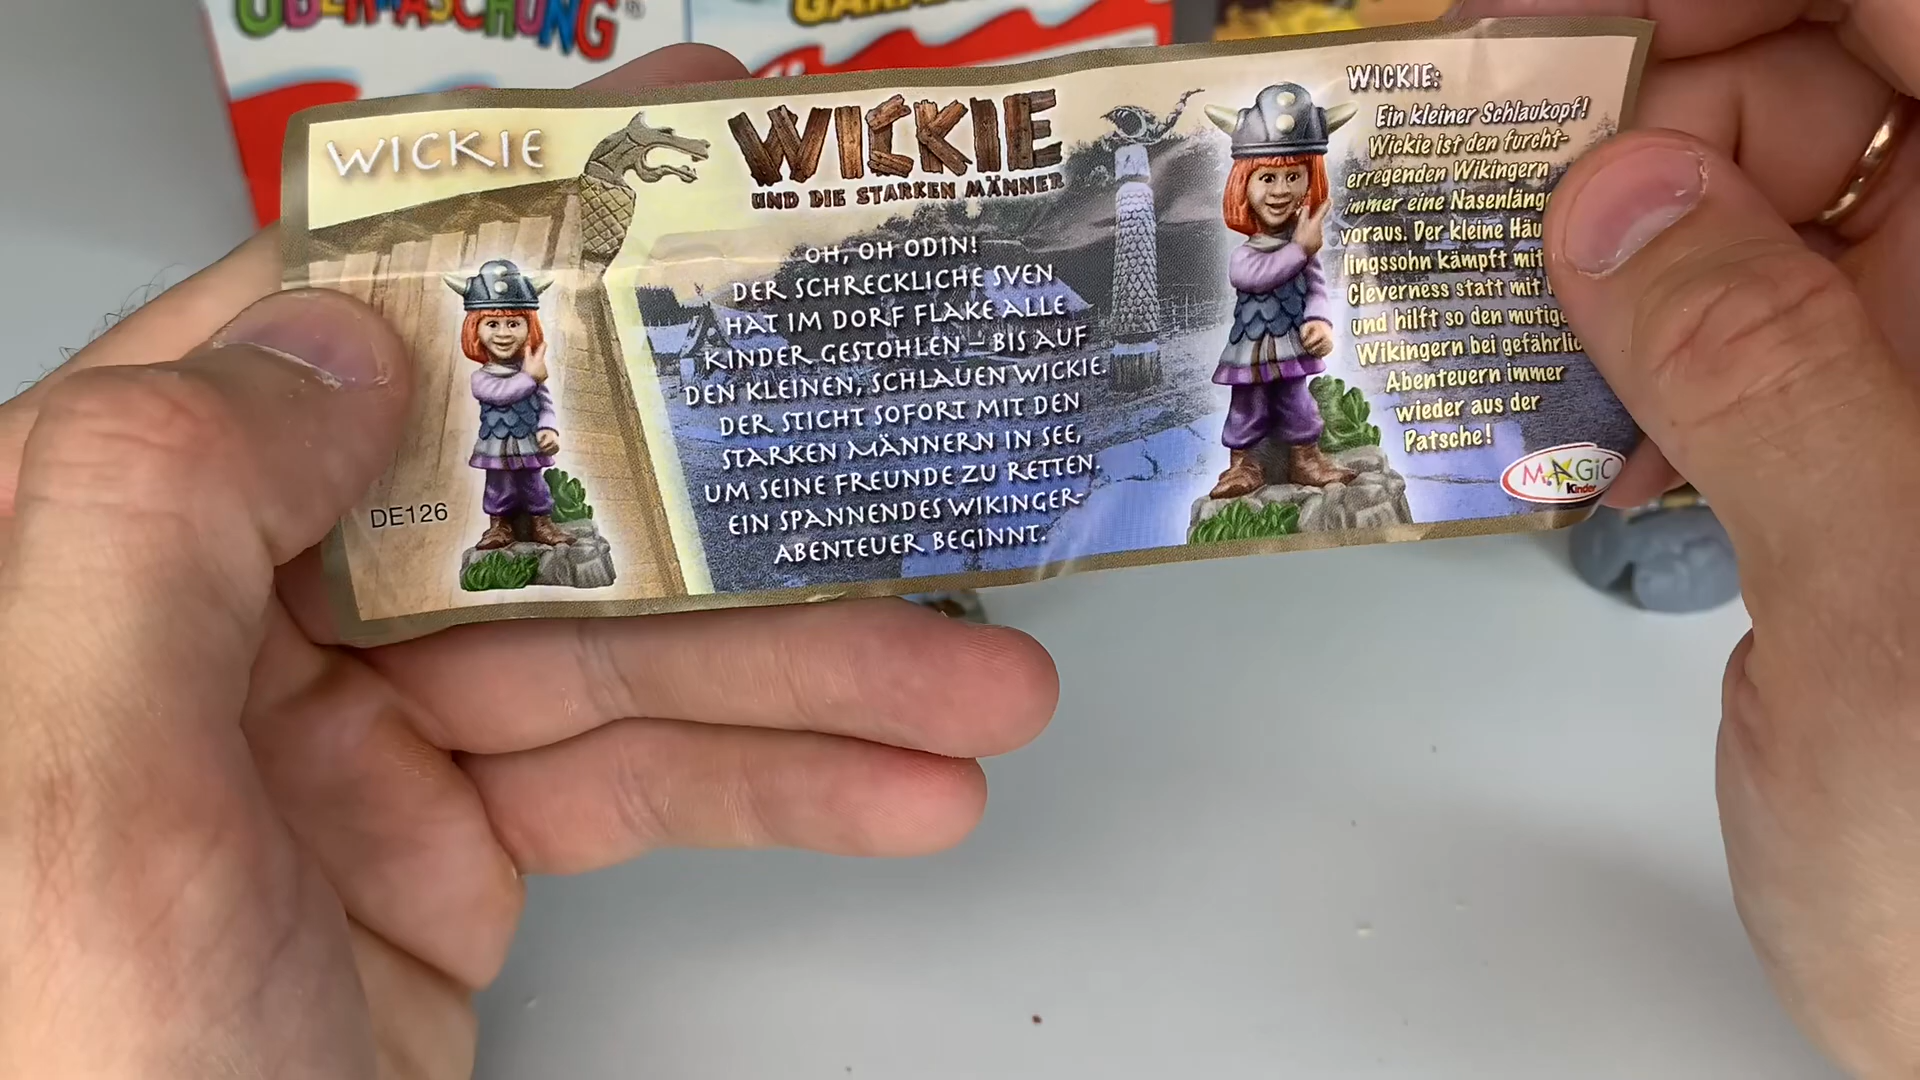 ÜBERRASCHUNG
WICKIE
DE126
WICKIE
UND DIE STARKEN MÄNNER
OH, OH ODIN!
DER SCHRECKLICHE SVEN
HAT IM DORF FLAKE ALLE
KINDER GESTOHLEN – BIS AUF
DEN KLEINEN, SCHLAUEN WICKIE.
DER STICHT SOFORT MIT DEN
STARKEN MÄNNERN IN SEE,
UM SEINE FREUNDE ZU RETTEN.
EIN SPANNENDES WIKINGER-
ABENTEUER BEGINNT.
WICKIE:
Ein kleiner Schlaukopf!
Wickie ist den furcht-
erregenden Wikingern
immer eine
voraus. Der kleine
lingssohn kämpft mit
Cleverness statt mit
und hilft so den
Wikingern bei
Abenteuern immer
wieder aus der
Patsche!
MAGiC
Kinder